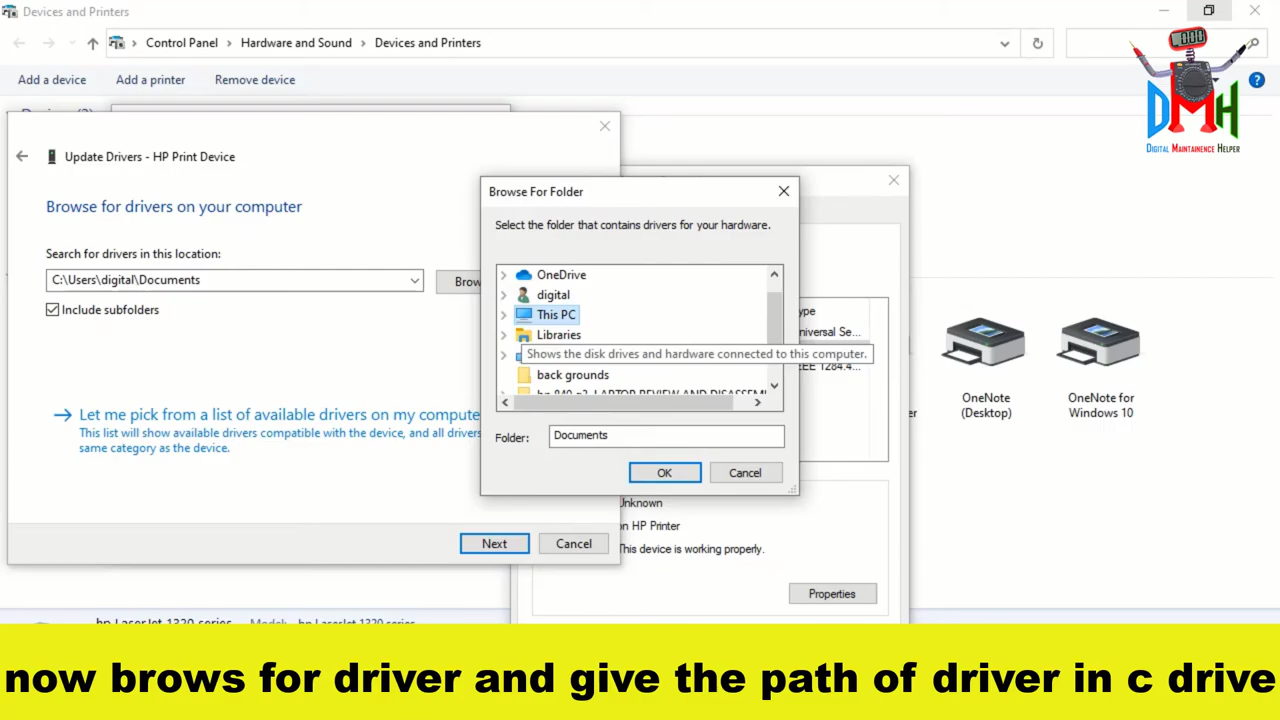 Devices and Printers
Control Panel > Hardware and Sound > Devices and Printers
Add a device Add a printer Remove device
DMH
DIGITAL MAINTAINENCE HELPER
Update Drivers - HP Print Device
Browse for drivers on your computer
Search for drivers in this location:
C:\Users\digital\Documents
Brow
Include subfolders
Let me pick from a list of available drivers on my compute
This list will show available drivers compatible with the device, and all drivers
same category as the device.
Next Cancel
Browse For Folder
Select the folder that contains drivers for your hardware.
OneDrive
digital
This PC
Libraries
Shows the disk drives and hardware connected to this computer.
back grounds
Folder: Documents
OK Cancel
ype
niversal Se...
EEE 1284.4...
Unknown
on HP Printer
This device is working properly.
Properties
er
OneNote
(Desktop)
OneNote for
Windows 10
hp LaserJet 1320 series Model: hp LaserJet 1320 series
now brows for driver and give the path of driver in c drive